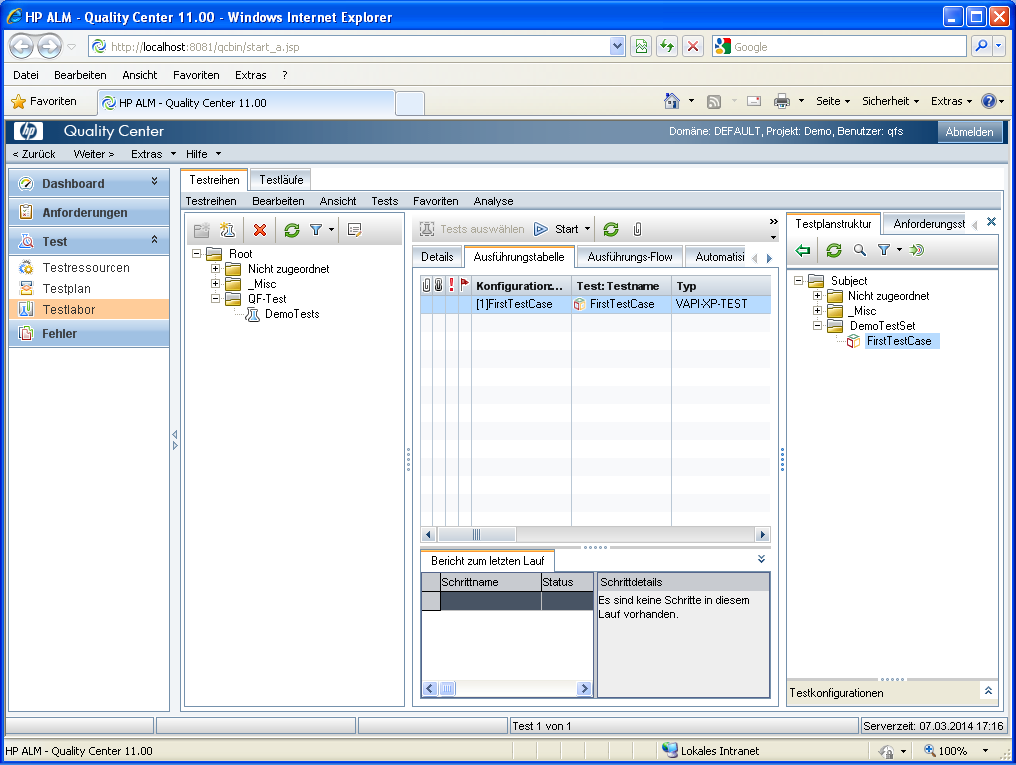 HP ALM - Quality Center 11.00 - Windows Internet Explorer
http://localhost:8081/qcbin/start_a.jsp
Google
Datei Bearbeiten Ansicht Favoriten Extras ?
Favoriten HP ALM - Quality Center 11.00 Seite Sicherheit Extras
hp Quality Center Domäne: DEFAULT, Projekt: Demo, Benutzer: qfs Abmelden
< Zurück Weiter > Extras Hilfe
Dashboard
Anforderungen
Test
Testressourcen
Testplan
Testlabor
Fehler
Testreihen Testläufe
Testreihen Bearbeiten Ansicht Tests Favoriten Analyse
Root
Nicht zugeordnet
_Misc
QF-Test
DemoTests
Tests auswählen Start
Details Ausführungstabelle Ausführungs-Flow Automatisi
Konfiguration:... Test: Testname Typ
[1]FirstTestCase FirstTestCase VAPI-XP-TEST
Bericht zum letzten Lauf
Schrittname Status Schrittdetails
Es sind keine Schritte in diesem
Lauf vorhanden.
Testplanstruktur Anforderungsst
Subject
Nicht zugeordnet
_Misc
DemoTestSet
FirstTestCase
Testkonfigurationen
Test 1 von 1 Serverzeit: 07.03.2014 17:16
HP ALM - Quality Center 11.00 Lokales Intranet 100%